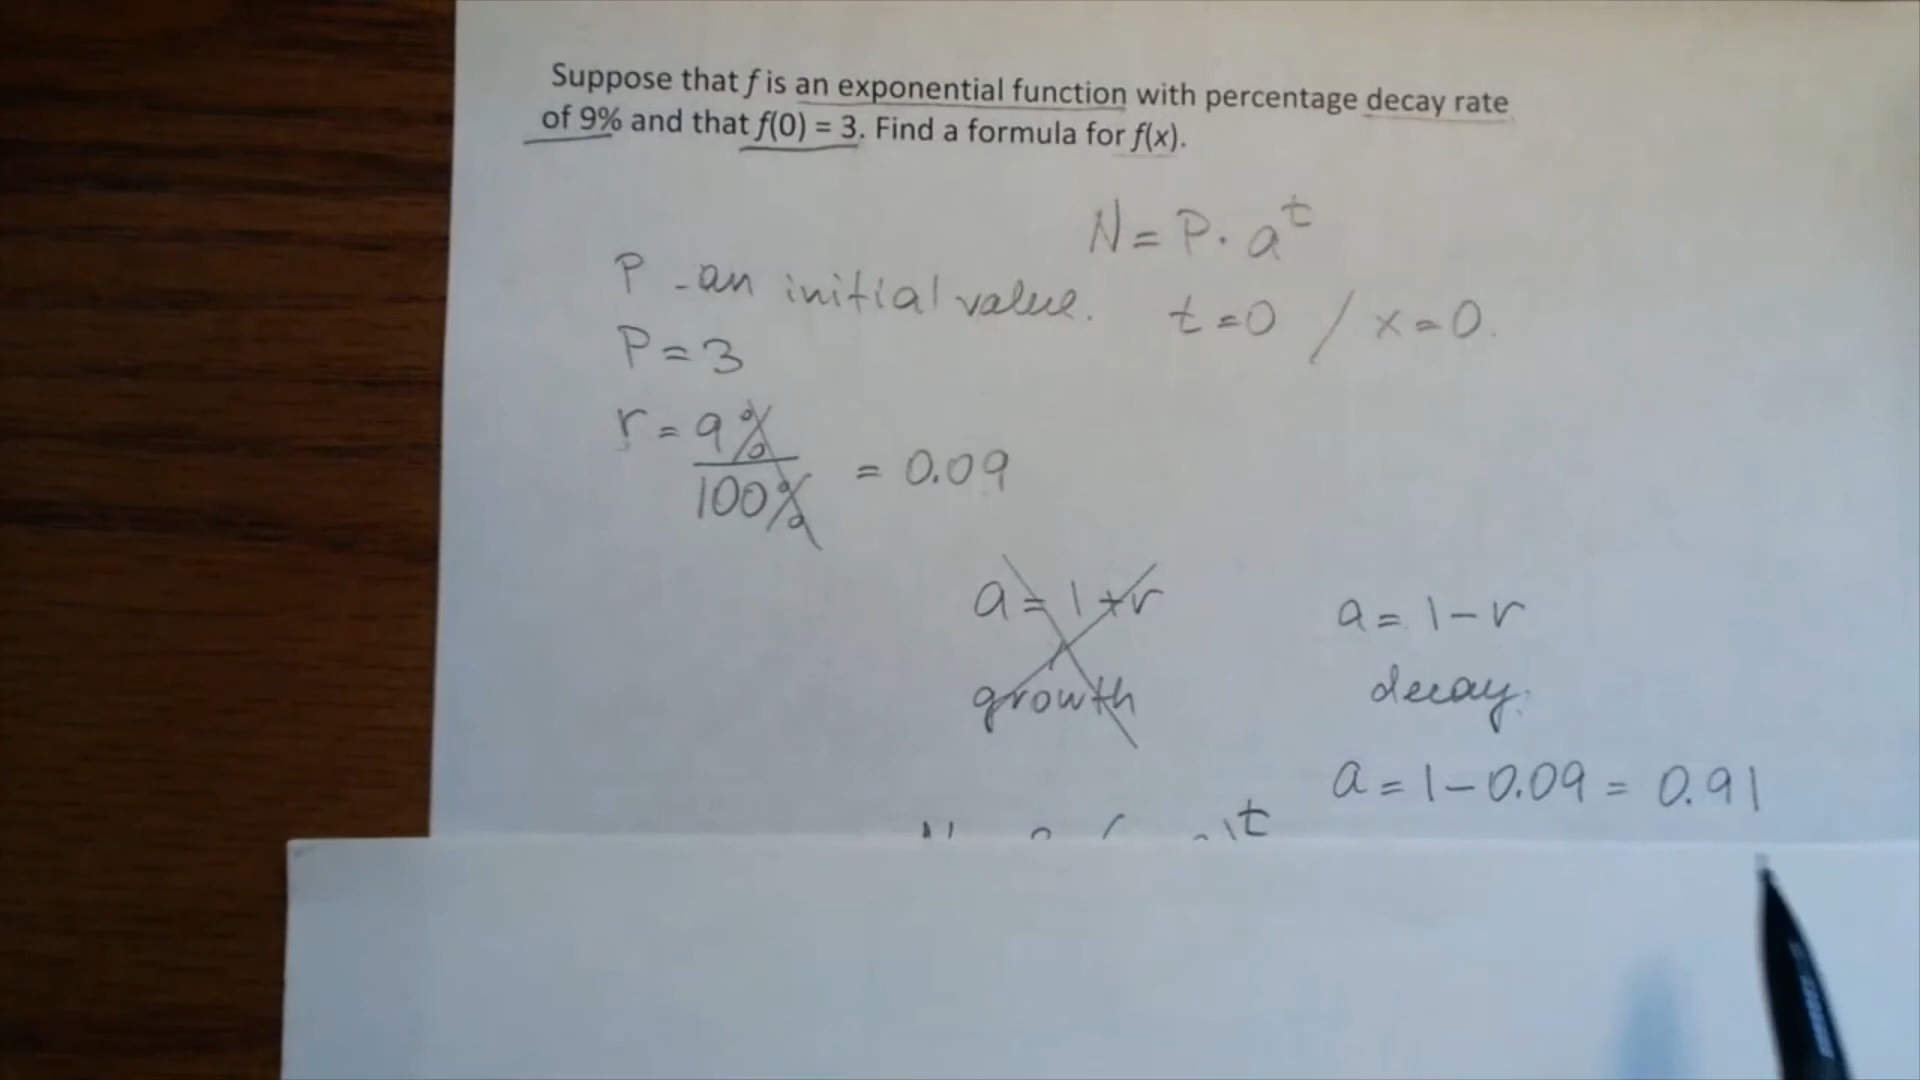 Suppose that f is an exponential function with percentage decay rate
of 9% and that f(0) = 3. Find a formula for f(x).
N = P · a^t
P - an initial value. t = 0 / x = 0.
P = 3
r = 9% / 100% = 0.09
a = 1 + r
growth
a = 1 - r
decay.
a = 1 - 0.09 = 0.91